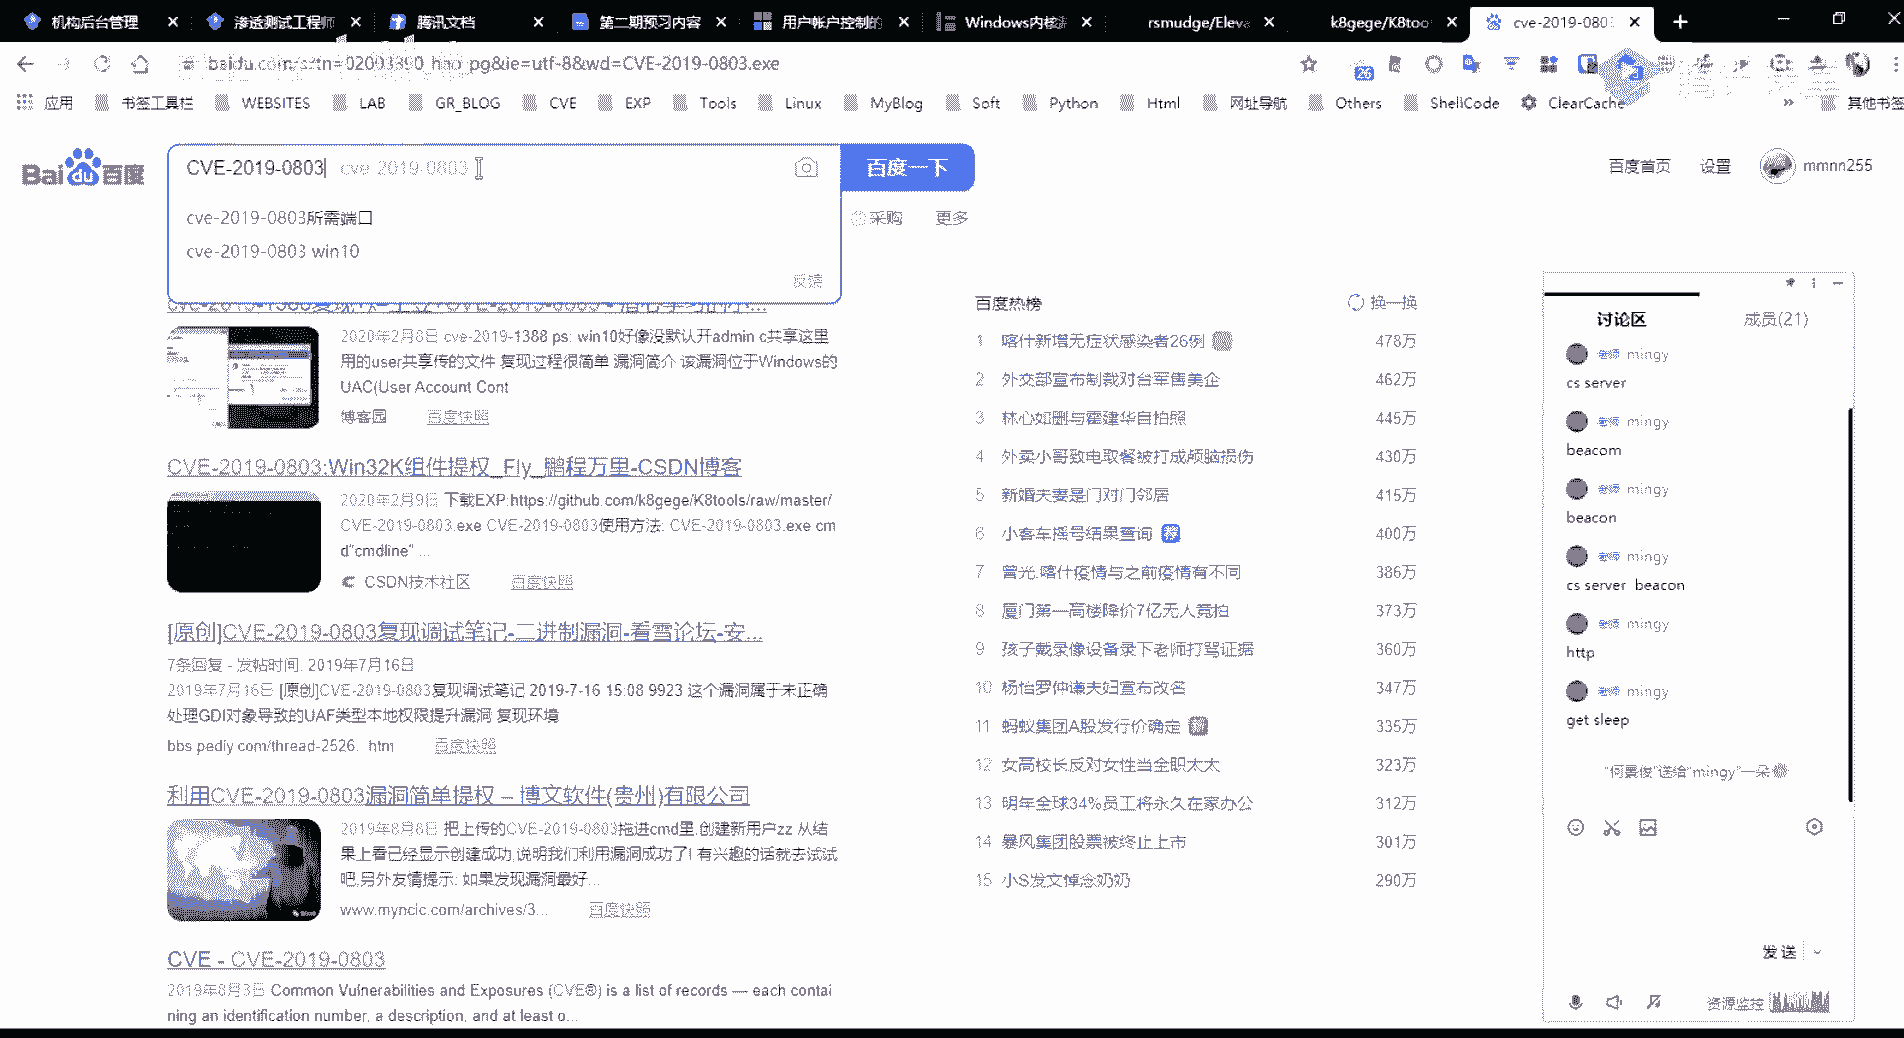 机构后台管理
渗透测试工程师
腾讯文档
第二期预习内容
用户帐户控制的
Windows内核
rsmudge/Eleva
k8gege/K8too
cve-2019-080
应用
书签工具栏
WEBSITES
LAB
GR_BLOG
CVE
EXP
Tools
Linux
MyBlog
Soft
Python
Html
网址导航
Others
ShellCode
ClearCache
其他书签
Bai du 百度
CVE-2019-0803 cve-2019-0803
百度一下
百度首页
设置
mmnn255
cve-2019-0803所需端口
cve-2019-0803 win10
反馈
采购
更多
2020年2月8日 cve-2019-1388 ps: win10好像没默认开admin c共享这里
用的user共享传的文件 复现过程很简单 漏洞简介 该漏洞位于Windows的
UAC(User Account Cont
博客园
百度快照
CVE-2019-0803:Win32K组件提权_Fly_鹏程万里-CSDN博客
2020年2月9日 下载EXP:https://github.com/k8gege/K8tools/raw/master/
CVE-2019-0803.exe CVE-2019-0803使用方法: CVE-2019-0803.exe cm
d"cmdline" ...
CSDN技术社区
百度快照
[原创]CVE-2019-0803复现调试笔记-二进制漏洞-看雪论坛-安...
7条回复 - 发帖时间: 2019年7月16日
2019年7月16日 [原创]CVE-2019-0803复现调试笔记 2019-7-16 15:08 9923 这个漏洞属于未正确
处理GDI对象导致的UAF类型本地权限提升漏洞 复现环境
bbs.pediy.com/thread-2526. htm
百度快照
利用CVE-2019-0803漏洞简单提权 – 博文软件(贵州)有限公司
2019年8月8日 把上传的CVE-2019-0803拖进cmd里,创建新用户zz 从结
果上看已经显示创建成功,说明我们利用漏洞成功了! 有兴趣的话就去试试
吧,另外友情提示: 如果发现漏洞最好...
www.myncic.com/archives/3...
百度快照
CVE - CVE-2019-0803
2019年8月3日 Common Vulnerabilities and Exposures (CVE®) is a list of records — each contai
ning an identification number, a description, and at least o...
百度热榜
换一换
1 喀什新增无症状感染者26例 478万
2 外交部宣布制裁对台军售美企 462万
3 林心如删与霍建华自拍照 445万
4 外卖小哥致电取餐被打成颅脑损伤 430万
5 新婚夫妻是门对门邻居 415万
6 小客车摇号结果查询 荐 400万
7 曾光:喀什疫情与之前疫情有不同 386万
8 厦门第一高楼降价7亿无人竞拍 373万
9 孩子戴录像设备录下老师打骂证据 360万
10 杨怡罗仲谦夫妇宣布改名 347万
11 蚂蚁集团A股发行价确定 335万
12 女高校长反对女性当全职太太 323万
13 明年全球34%员工将永久在家办公 312万
14 暴风集团股票被终止上市 301万
15 小S发文悼念奶奶 290万
讨论区
成员(21)
老师 mingy
cs server
老师 mingy
beacom
老师 mingy
beacon
老师 mingy
cs server beacon
老师 mingy
http
老师 mingy
get sleep
"何景俊"送给"mingy"一朵
发送
资源监控